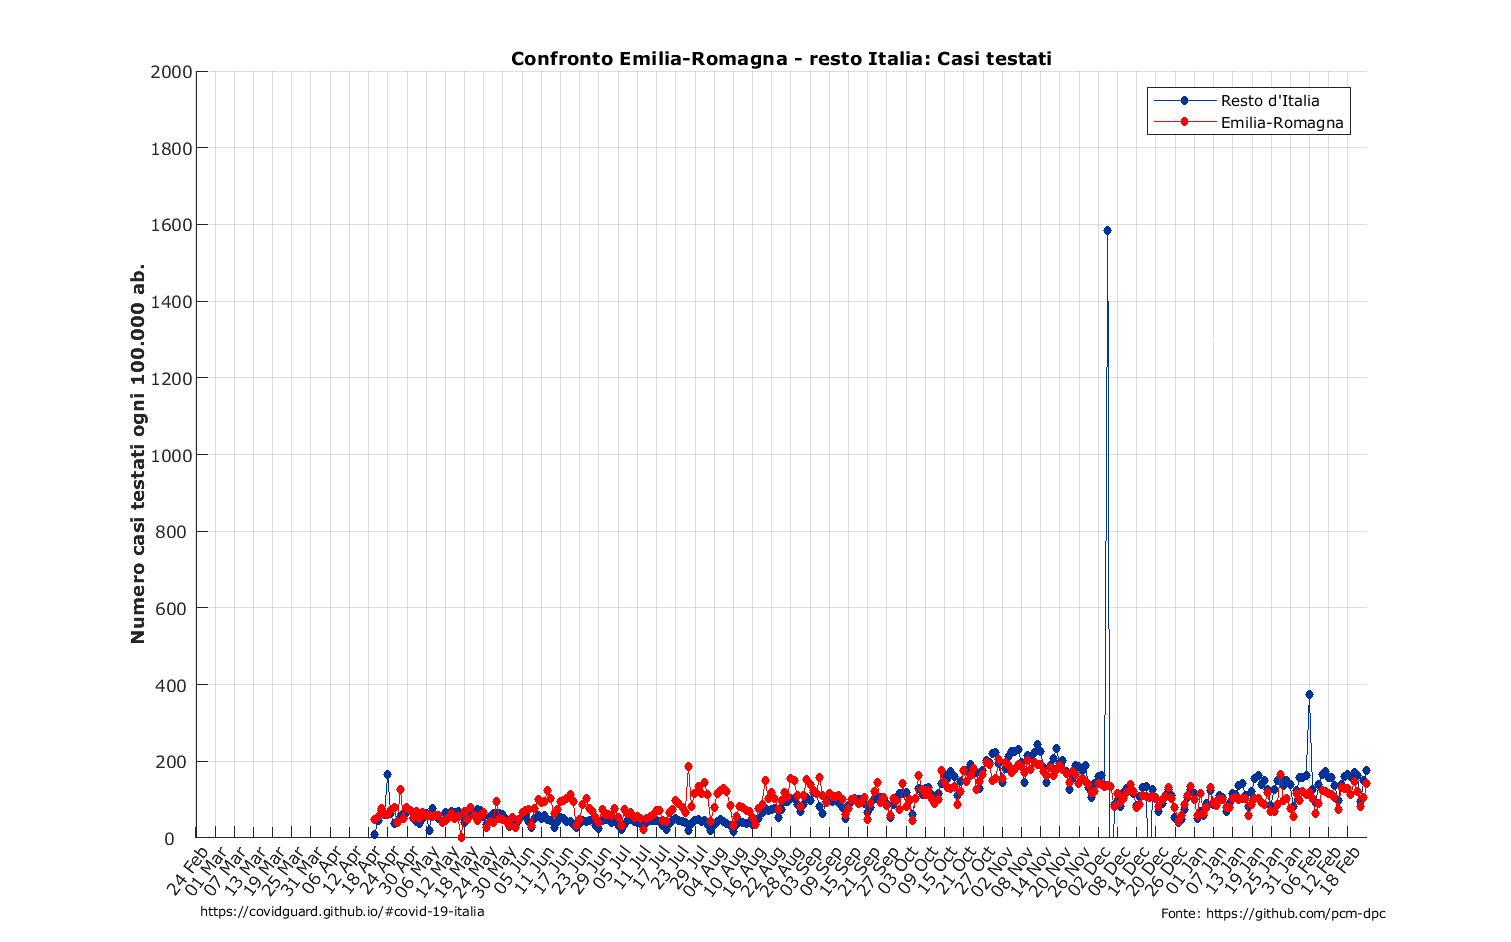 Confronto Emilia-Romagna - resto Italia: Casi testati
Resto d'Italia
Emilia-Romagna
Numero casi testati ogni 100.000 ab.
2000
1800
1600
1400
1200
1000
800
600
400
200
0
24 Feb
01 Mar
07 Mar
13 Mar
19 Mar
25 Mar
31 Mar
06 Apr
12 Apr
18 Apr
24 Apr
30 Apr
06 May
12 May
18 May
24 May
30 May
05 Jun
11 Jun
17 Jun
23 Jun
29 Jun
05 Jul
11 Jul
17 Jul
23 Jul
29 Jul
04 Aug
10 Aug
16 Aug
22 Aug
28 Aug
03 Sep
09 Sep
15 Sep
21 Sep
27 Sep
03 Oct
09 Oct
15 Oct
21 Oct
27 Oct
02 Nov
08 Nov
14 Nov
20 Nov
26 Nov
02 Dec
08 Dec
14 Dec
20 Dec
26 Dec
01 Jan
07 Jan
13 Jan
19 Jan
25 Jan
31 Jan
06 Feb
12 Feb
18 Feb
https://covidguard.github.io/#covid-19-italia
Fonte: https://github.com/pcm-dpc